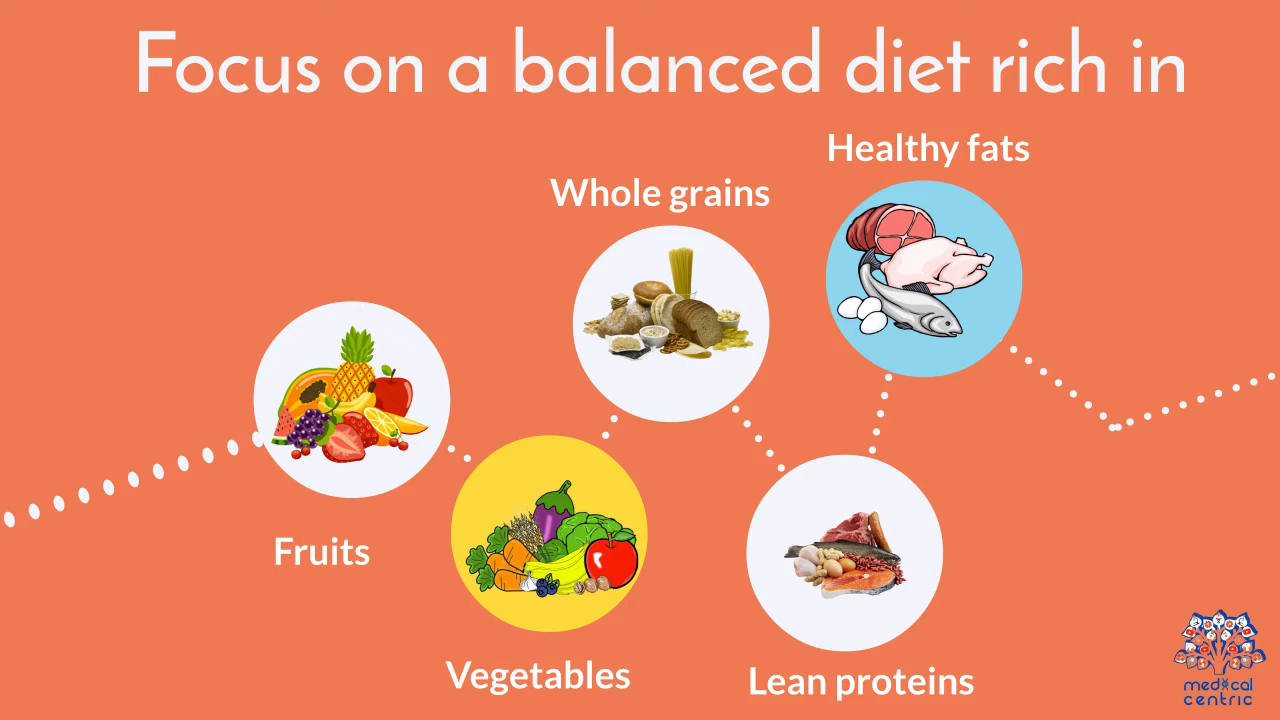 Focus on a balanced diet rich in
Healthy fats
Whole grains
Fruits
Vegetables
Lean proteins
medical
centric